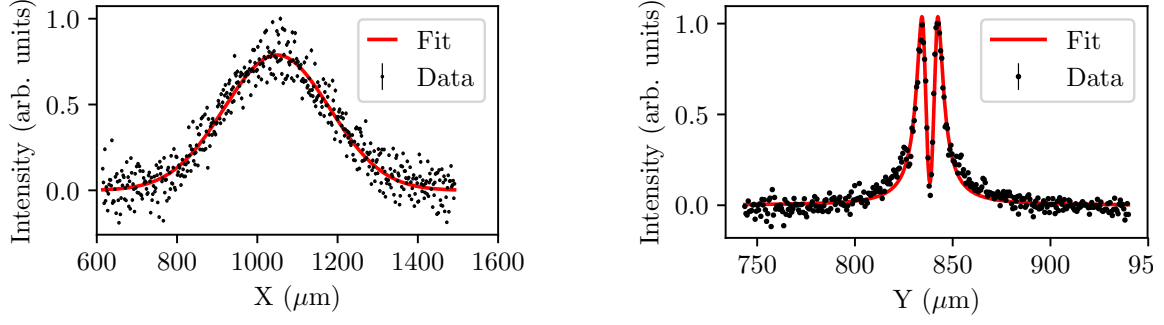 Intensity (arb. units)
1.0
0.5
0.0
Fit
Data
600 800 1000 1200 1400 1600
X (μm)
Intensity (arb. units)
1.0
0.5
0.0
Fit
Data
750 800 850 900 95
Y (μm)